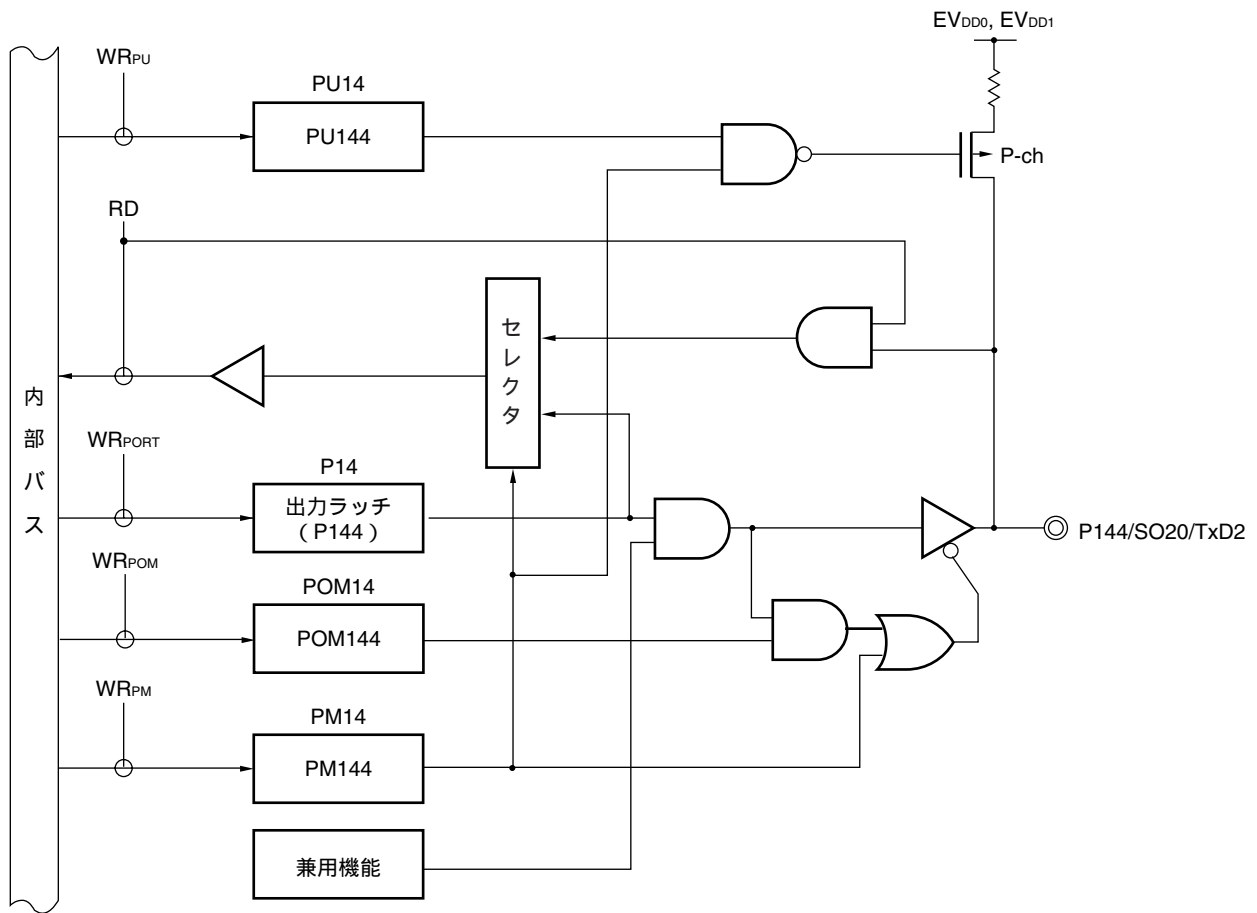 EVDD0, EVDD1
WRPU
PU14
PU144
P-ch
RD
セレクタ
内部バス
WRPORT
P14
出力ラッチ
(P144)
P144/SO20/TxD2
WRPOM
POM14
POM144
WRPM
PM14
PM144
兼用機能